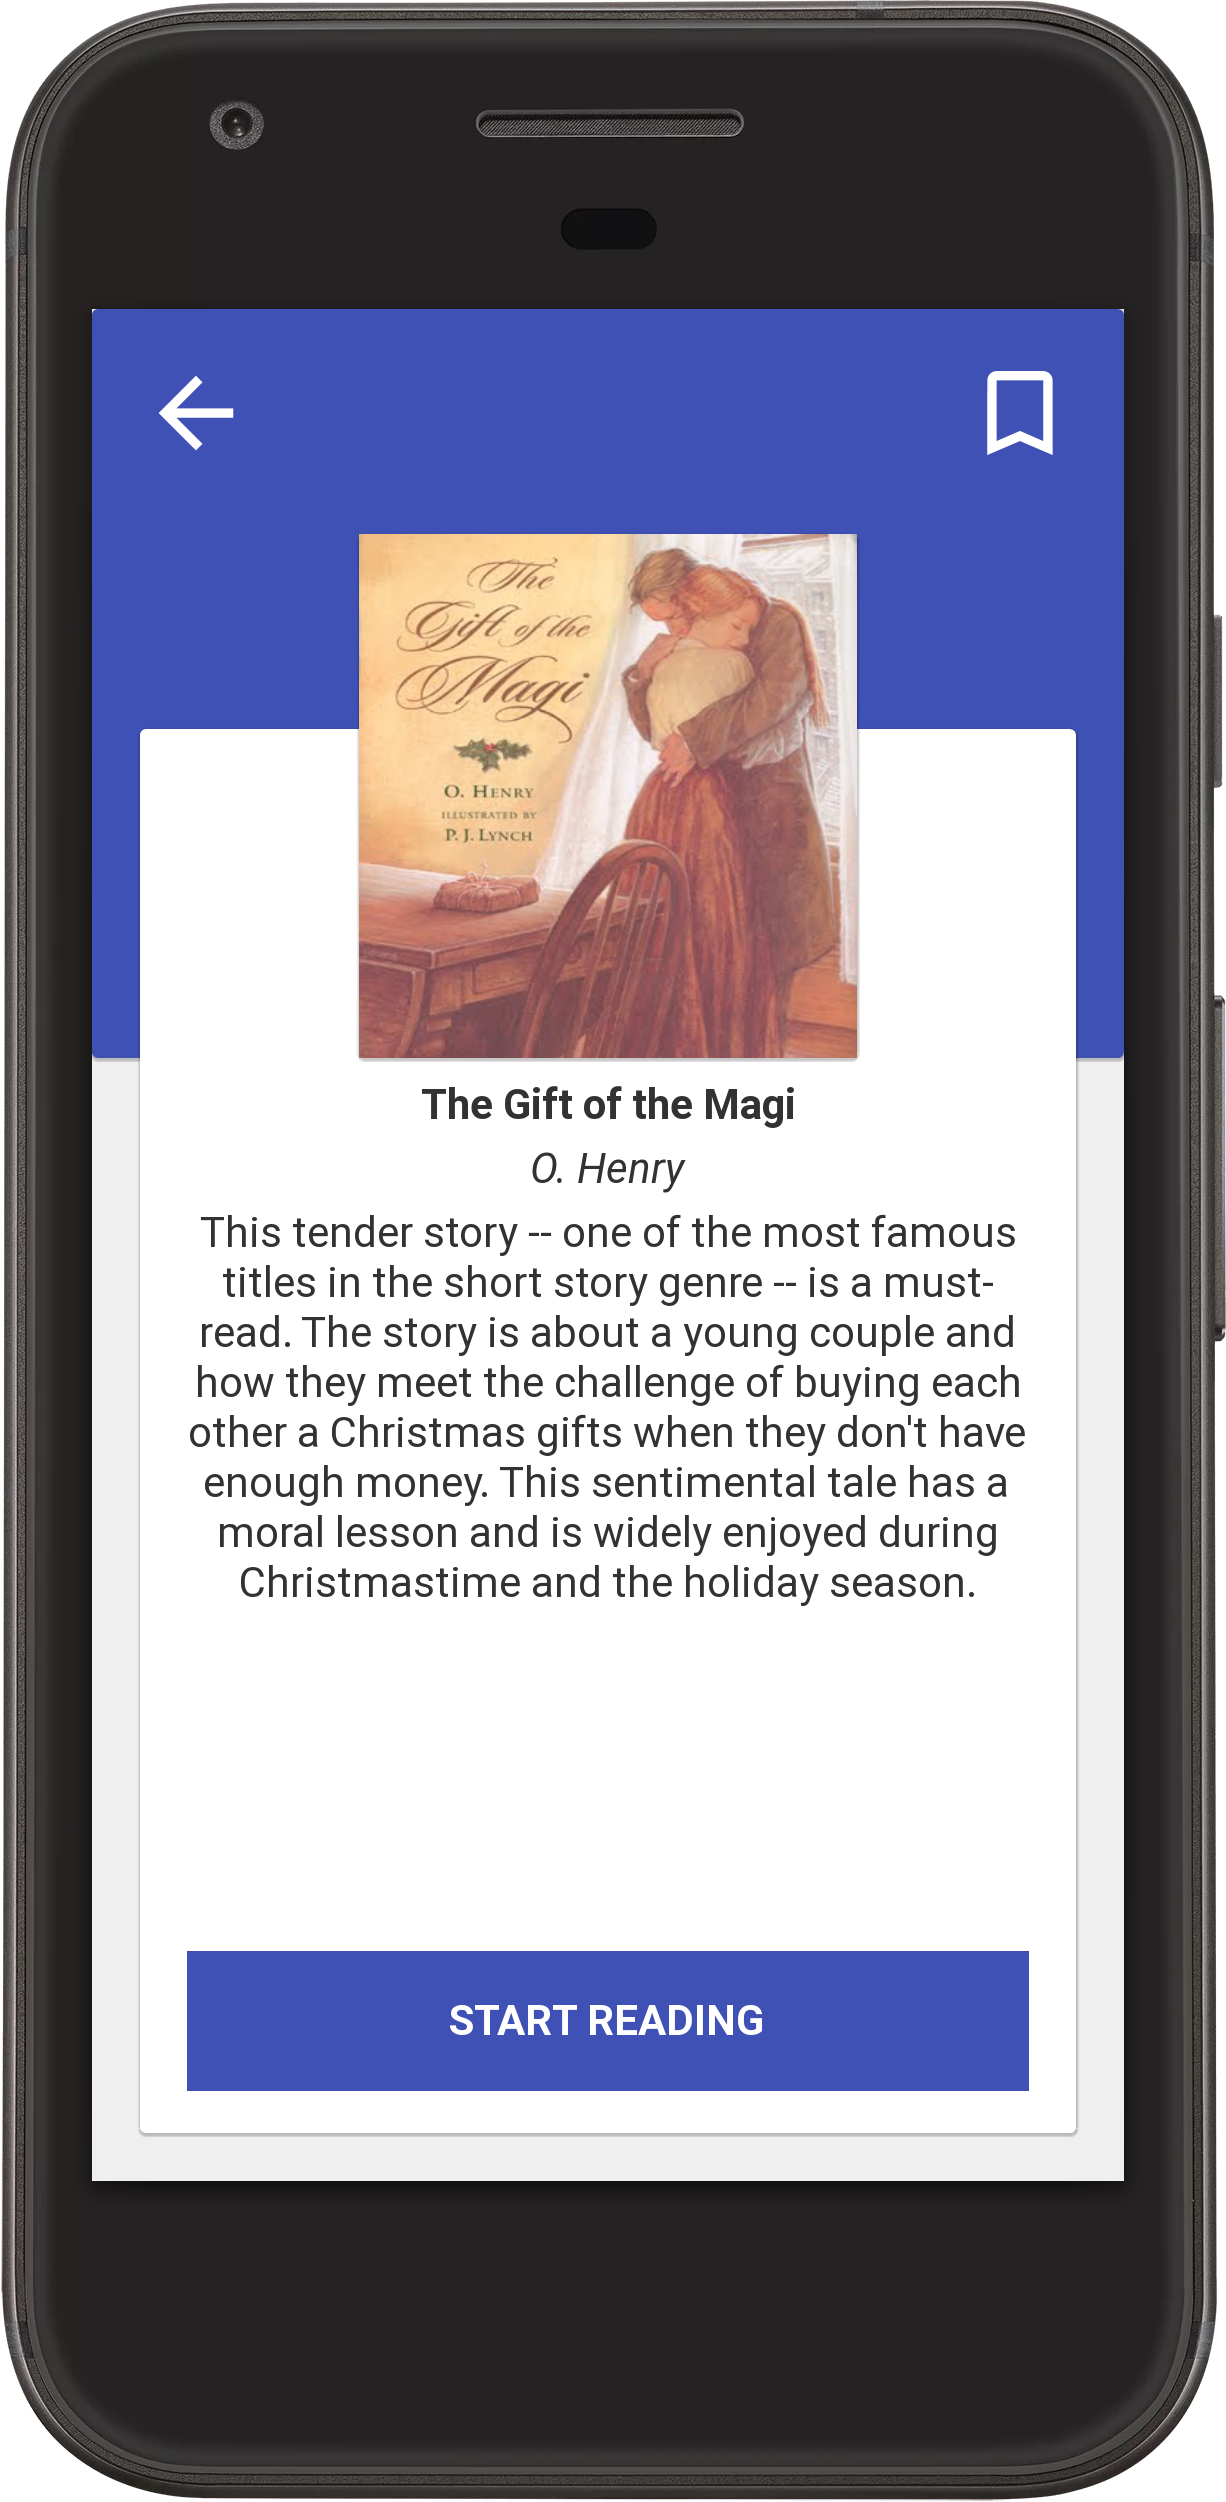 The
Gift of the
Magi
O. HENRY
ILLUSTRATED BY
P. J. LYNCH
The Gift of the Magi
O. Henry
This tender story -- one of the most famous
titles in the short story genre -- is a must-
read. The story is about a young couple and
how they meet the challenge of buying each
other a Christmas gifts when they don't have
enough money. This sentimental tale has a
moral lesson and is widely enjoyed during
Christmastime and the holiday season.
START READING